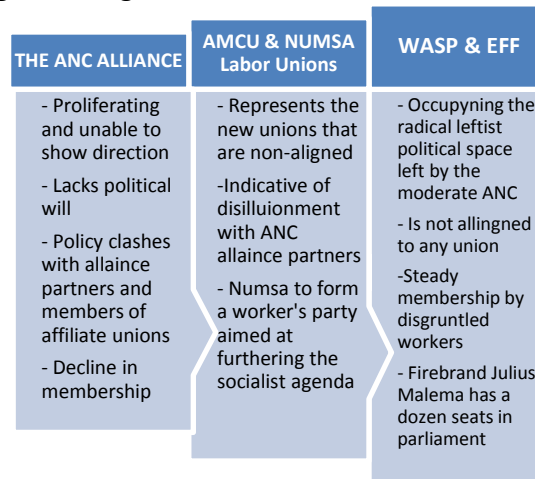 THE ANC ALLIANCE
- Proliferating
and unable to
show direction
- Lacks political
will
- Policy clashes
with allaince
partners and
members of
affiliate unions
- Decline in
membership
AMCU & NUMSA
Labor Unions
- Represents the
new unions that
are non-aligned
-Indicative of
disilluionment
with ANC
allaince partners
- Numsa to form
a worker's party
aimed at
furthering the
socialist agenda
WASP & EFF
- Occupyning the
radical leftist
political space
left by the
moderate ANC
- Is not allingned
to any union
-Steady
membership by
disgruntled
workers
- Firebrand Julius
Malema has a
dozen seats in
parliament